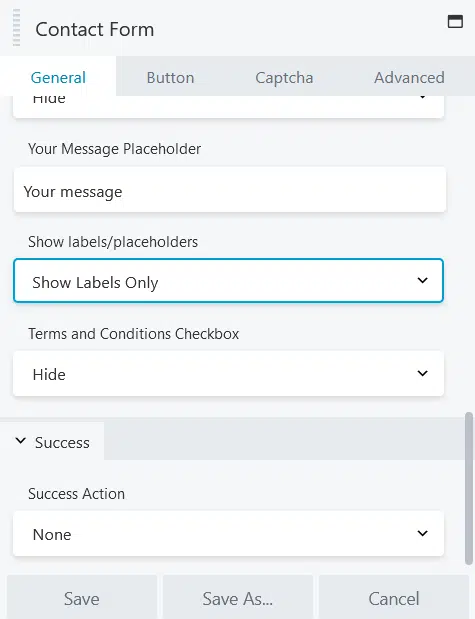 Contact Form
General Button Captcha Advanced
Hide
Your Message Placeholder
Your message
Show labels/placeholders
Show Labels Only
Terms and Conditions Checkbox
Hide
Success
Success Action
None
Save Save As... Cancel